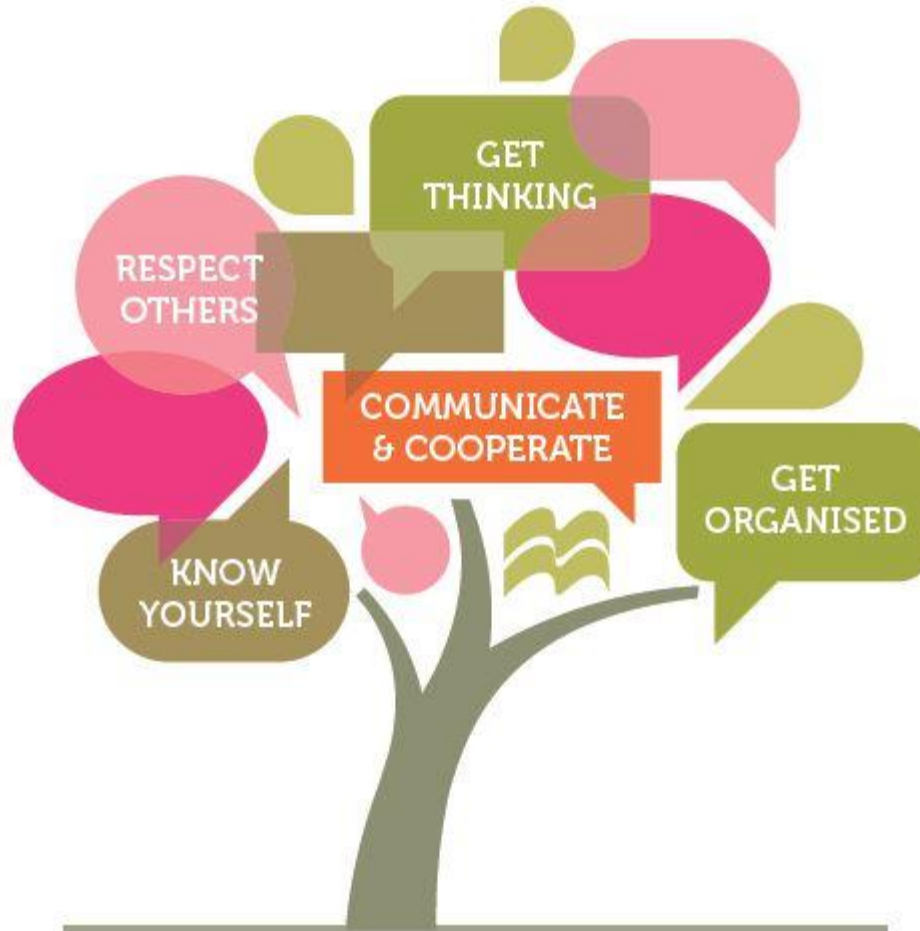 GET
THINKING
RESPECT
OTHERS
COMMUNICATE
& COOPERATE
GET
ORGANISED
KNOW
YOURSELF